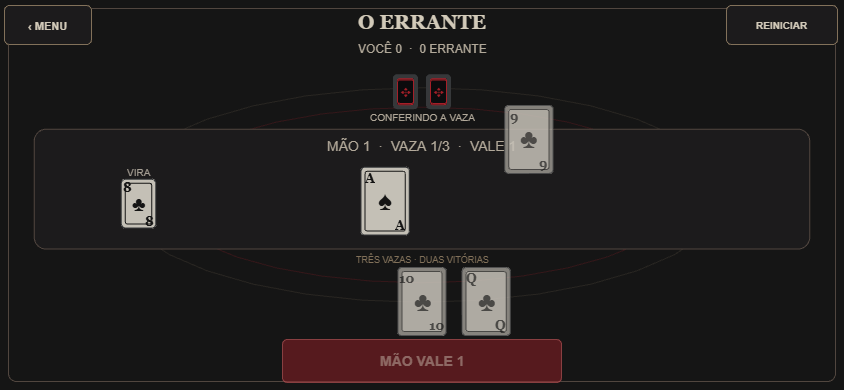 ‹ MENU
O ERRANTE
REINICIAR
VOCÊ 0 · 0 ERRANTE
CONFERINDO A VAZA
9
9
MÃO 1 · VAZA 1/3 · VALE 1
VIRA
8
8
A
A
TRÊS VAZAS · DUAS VITÓRIAS
10
10
Q
Q
MÃO VALE 1